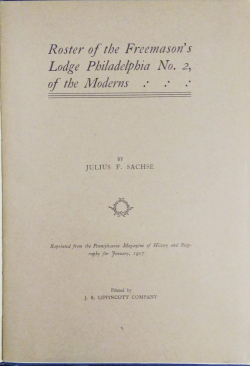 Roster of the Freemason's
Lodge Philadelphia No. 2,
of the Moderns .: .: .:
BY
JULIUS F. SACHSE
Reprinted from the Pennsylvania Magazine of History and Biog-
raphy for January, 1907
Printed by
J. B. LIPPINCOTT COMPANY